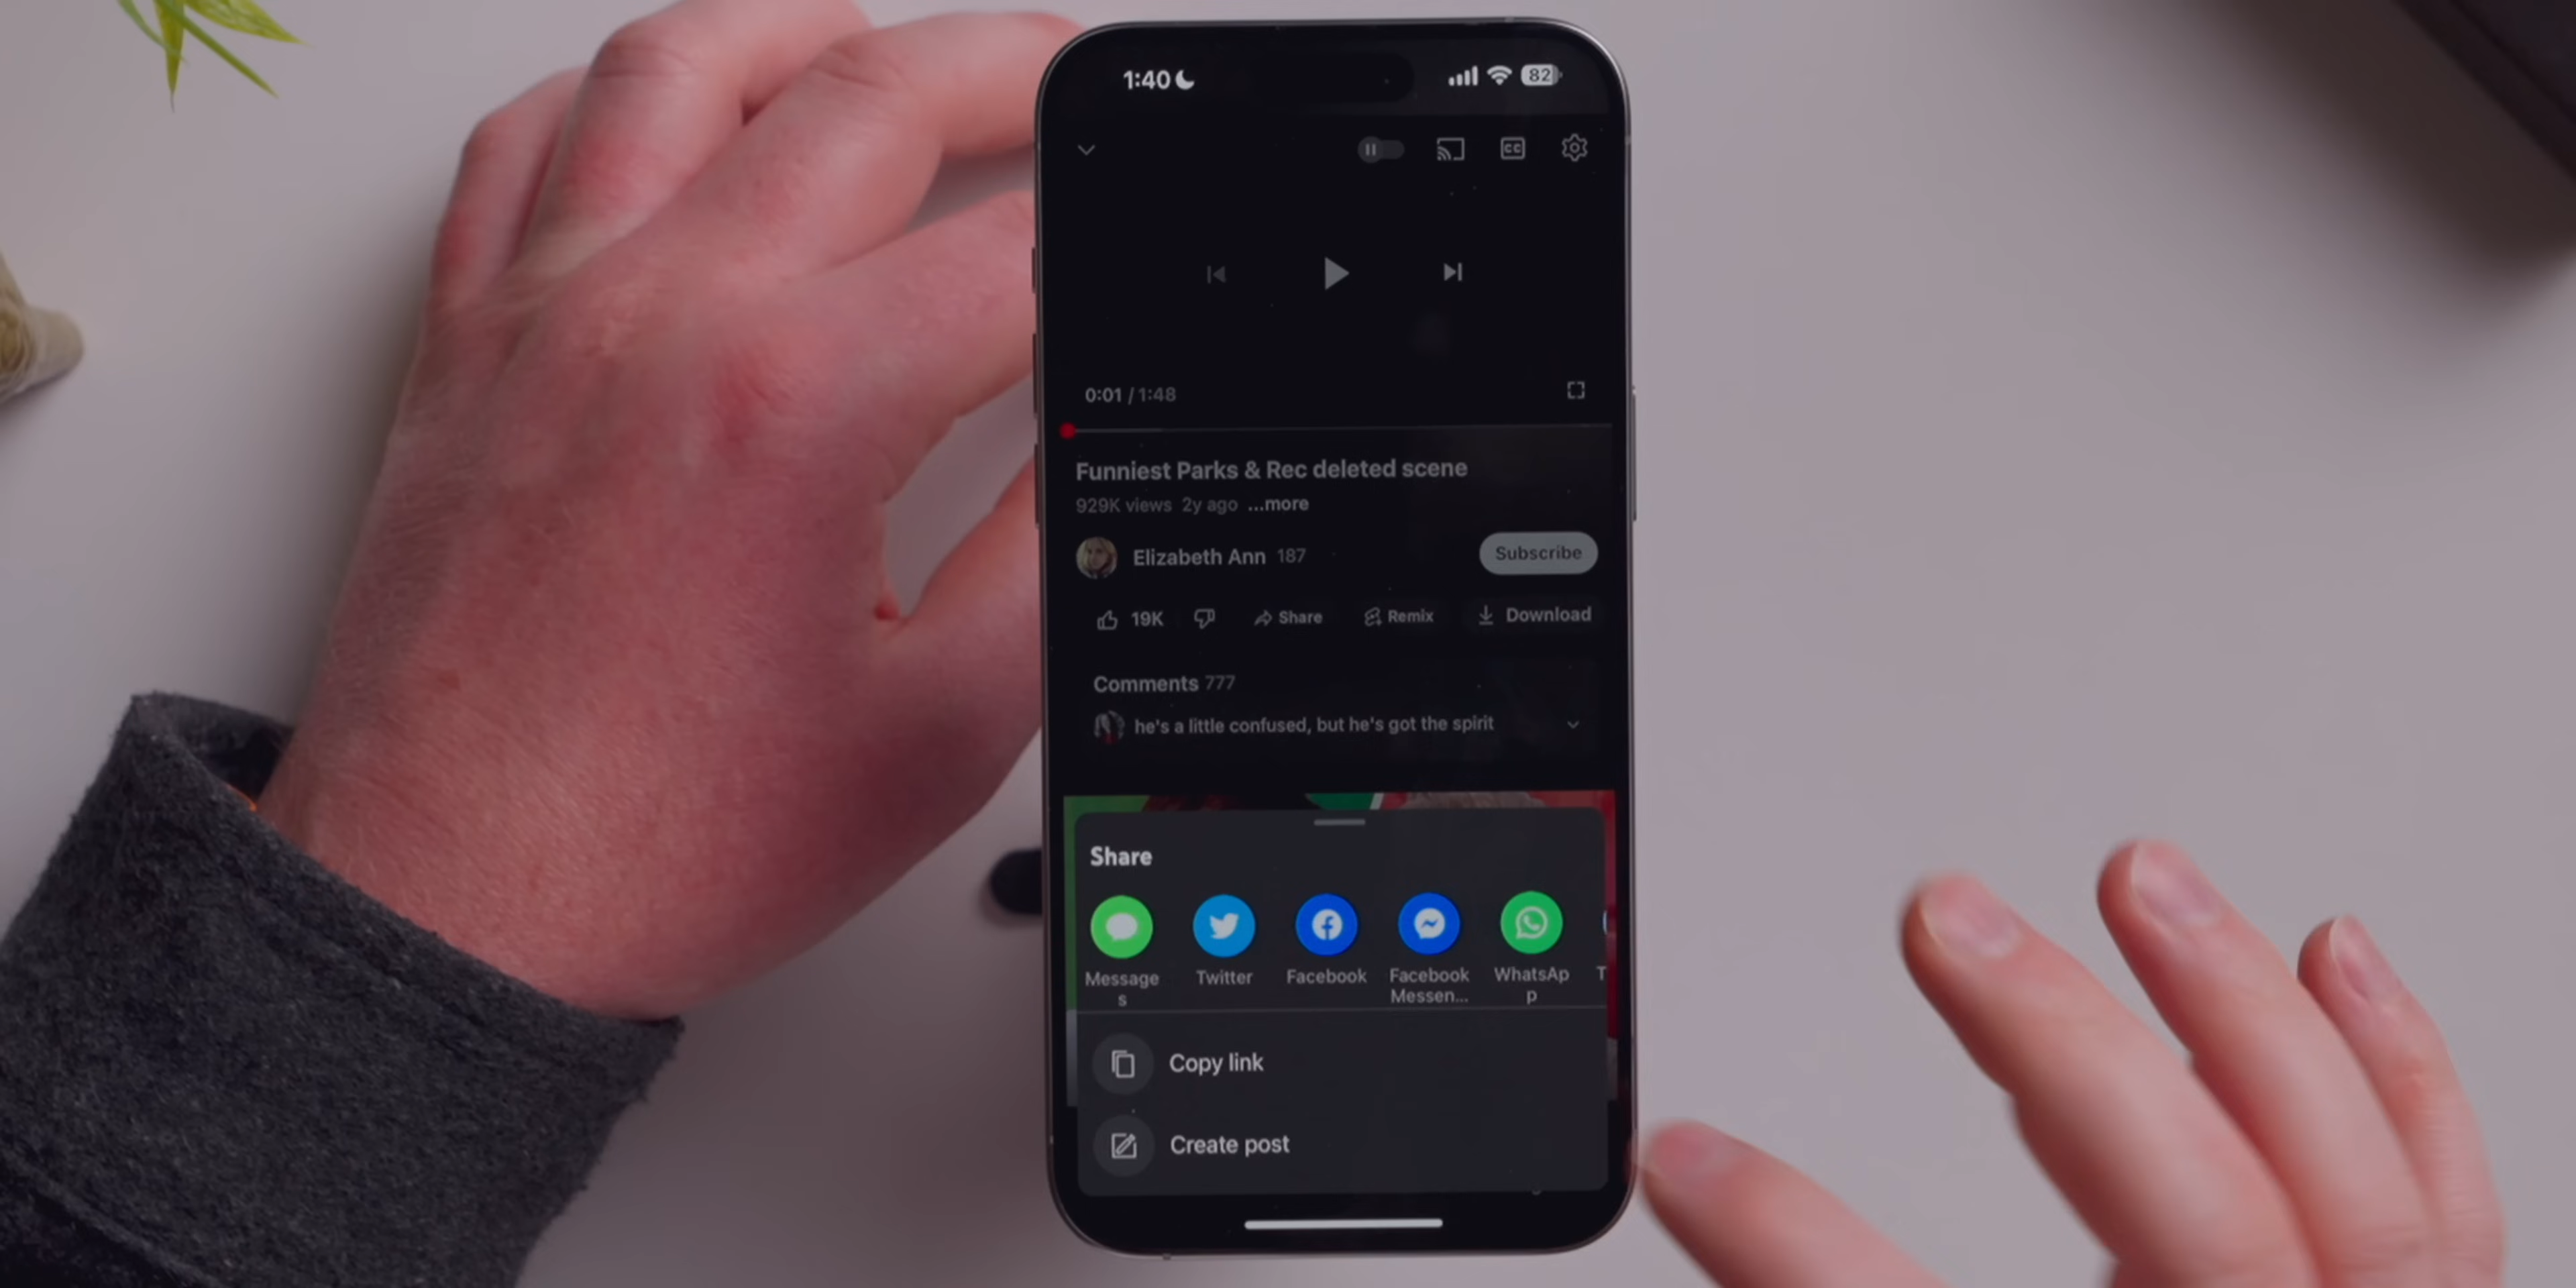 1:40
82
CC
0:01 / 1:48
Funniest Parks & Rec deleted scene
929K views 2y ago ...more
Elizabeth Ann 187
Subscribe
19K
Share
Remix
Download
Comments 777
he's a little confused, but he's got the spirit
Share
Message
s
Twitter
Facebook
Facebook
Messen...
WhatsAp
p
T
Copy link
Create post